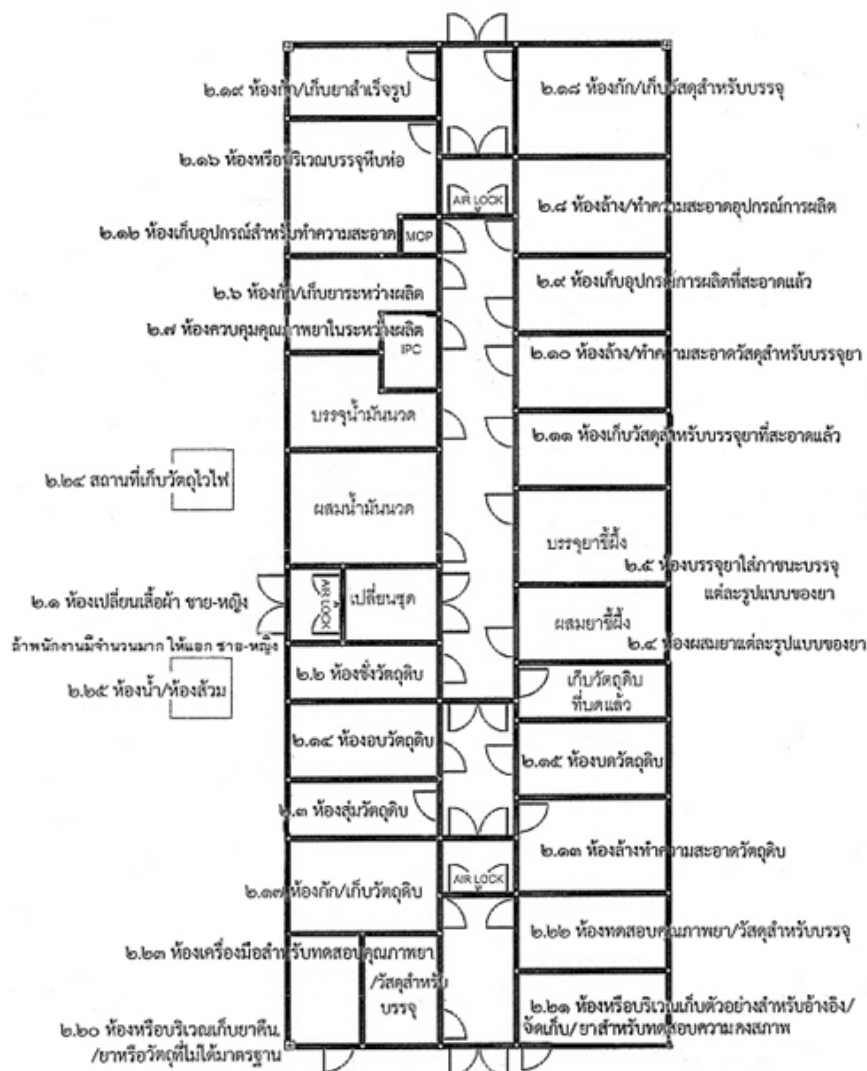 ๒.๑๙ ห้องกัก/เก็บยาสำเร็จรูป
๒.๑๘ ห้องกัก/เก็บวัสดุสำหรับบรรจุ
๒.๑๖ ห้องหรือบริเวณบรรจุหีบห่อ
AIR LOCK
๒.๘ ห้องล้าง/ทำความสะอาดอุปกรณ์การผลิต
๒.๑๒ ห้องเก็บอุปกรณ์สำหรับทำความสะอาด
MOP
๒.๖ ห้องกัก/เก็บยาระหว่างผลิต
๒.๙ ห้องเก็บอุปกรณ์การผลิตที่สะอาดแล้ว
๒.๗ ห้องควบคุมคุณภาพยาในระหว่างผลิต
IPC
๒.๑๐ ห้องล้าง/ทำความสะอาดวัสดุสำหรับบรรจุยา
บรรจุน้ำมันนวด
๒.๑๑ ห้องเก็บวัสดุสำหรับบรรจุยาที่สะอาดแล้ว
๒.๒๔ สถานที่เก็บวัตถุไวไฟ
ผสมน้ำมันนวด
บรรจุยาขี้ผึ้ง
๒.๕ ห้องบรรจุยาใส่ภาชนะบรรจุ
แต่ละรูปแบบของยา
๒.๑ ห้องเปลี่ยนเสื้อผ้า ชาย-หญิง
AIR LOCK
เปลี่ยนชุด
ผสมยาขี้ผึ้ง
ถ้าพนักงานมีจำนวนมาก ให้แยก ชาย-หญิง
๒.๔ ห้องผสมยาแต่ละรูปแบบของยา
๒.๒๕ ห้องน้ำ/ห้องส้วม
๒.๒ ห้องชั่งวัตถุดิบ
เก็บวัตถุดิบ
ที่บดแล้ว
๒.๑๔ ห้องอบวัตถุดิบ
๒.๑๕ ห้องบดวัตถุดิบ
๒.๓ ห้องสุ่มวัตถุดิบ
๒.๑๓ ห้องล้างทำความสะอาดวัตถุดิบ
๒.๑๗ ห้องกัก/เก็บวัตถุดิบ
AIR LOCK
๒.๒๒ ห้องทดสอบคุณภาพยา/วัสดุสำหรับบรรจุ
๒.๒๓ ห้องเครื่องมือสำหรับทดสอบคุณภาพยา
/วัสดุสำหรับ
บรรจุ
๒.๒๑ ห้องหรือบริเวณเก็บตัวอย่างสำหรับอ้างอิง/
จัดเก็บ/ ยาสำหรับทดสอบความคงสภาพ
๒.๒๐ ห้องหรือบริเวณเก็บยาคืน
/ยาหรือวัตถุที่ไม่ได้มาตรฐาน